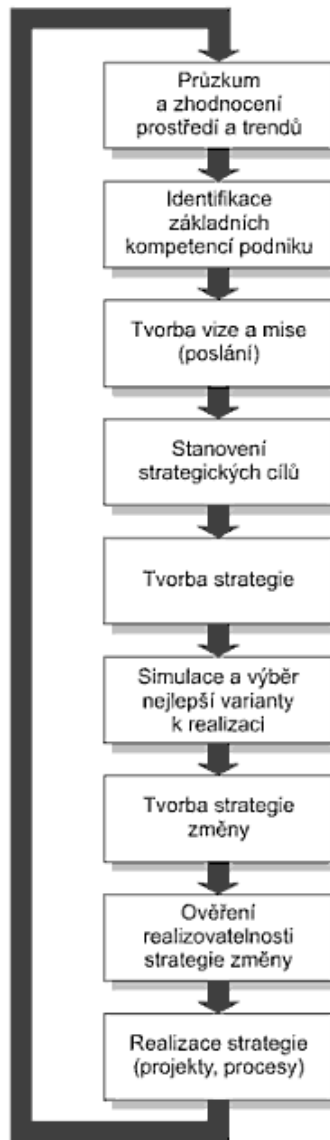 Průzkum
a zhodnocení
prostředí a trendů
Identifikace
základních
kompetencí podniku
Tvorba vize a mise
(poslání)
Stanovení
strategických cílů
Tvorba strategie
Simulace a výběr
nejlepší varianty
k realizaci
Tvorba strategie
změny
Ověření
realizovatelnosti
strategie změny
Realizace strategie
(projekty, procesy)